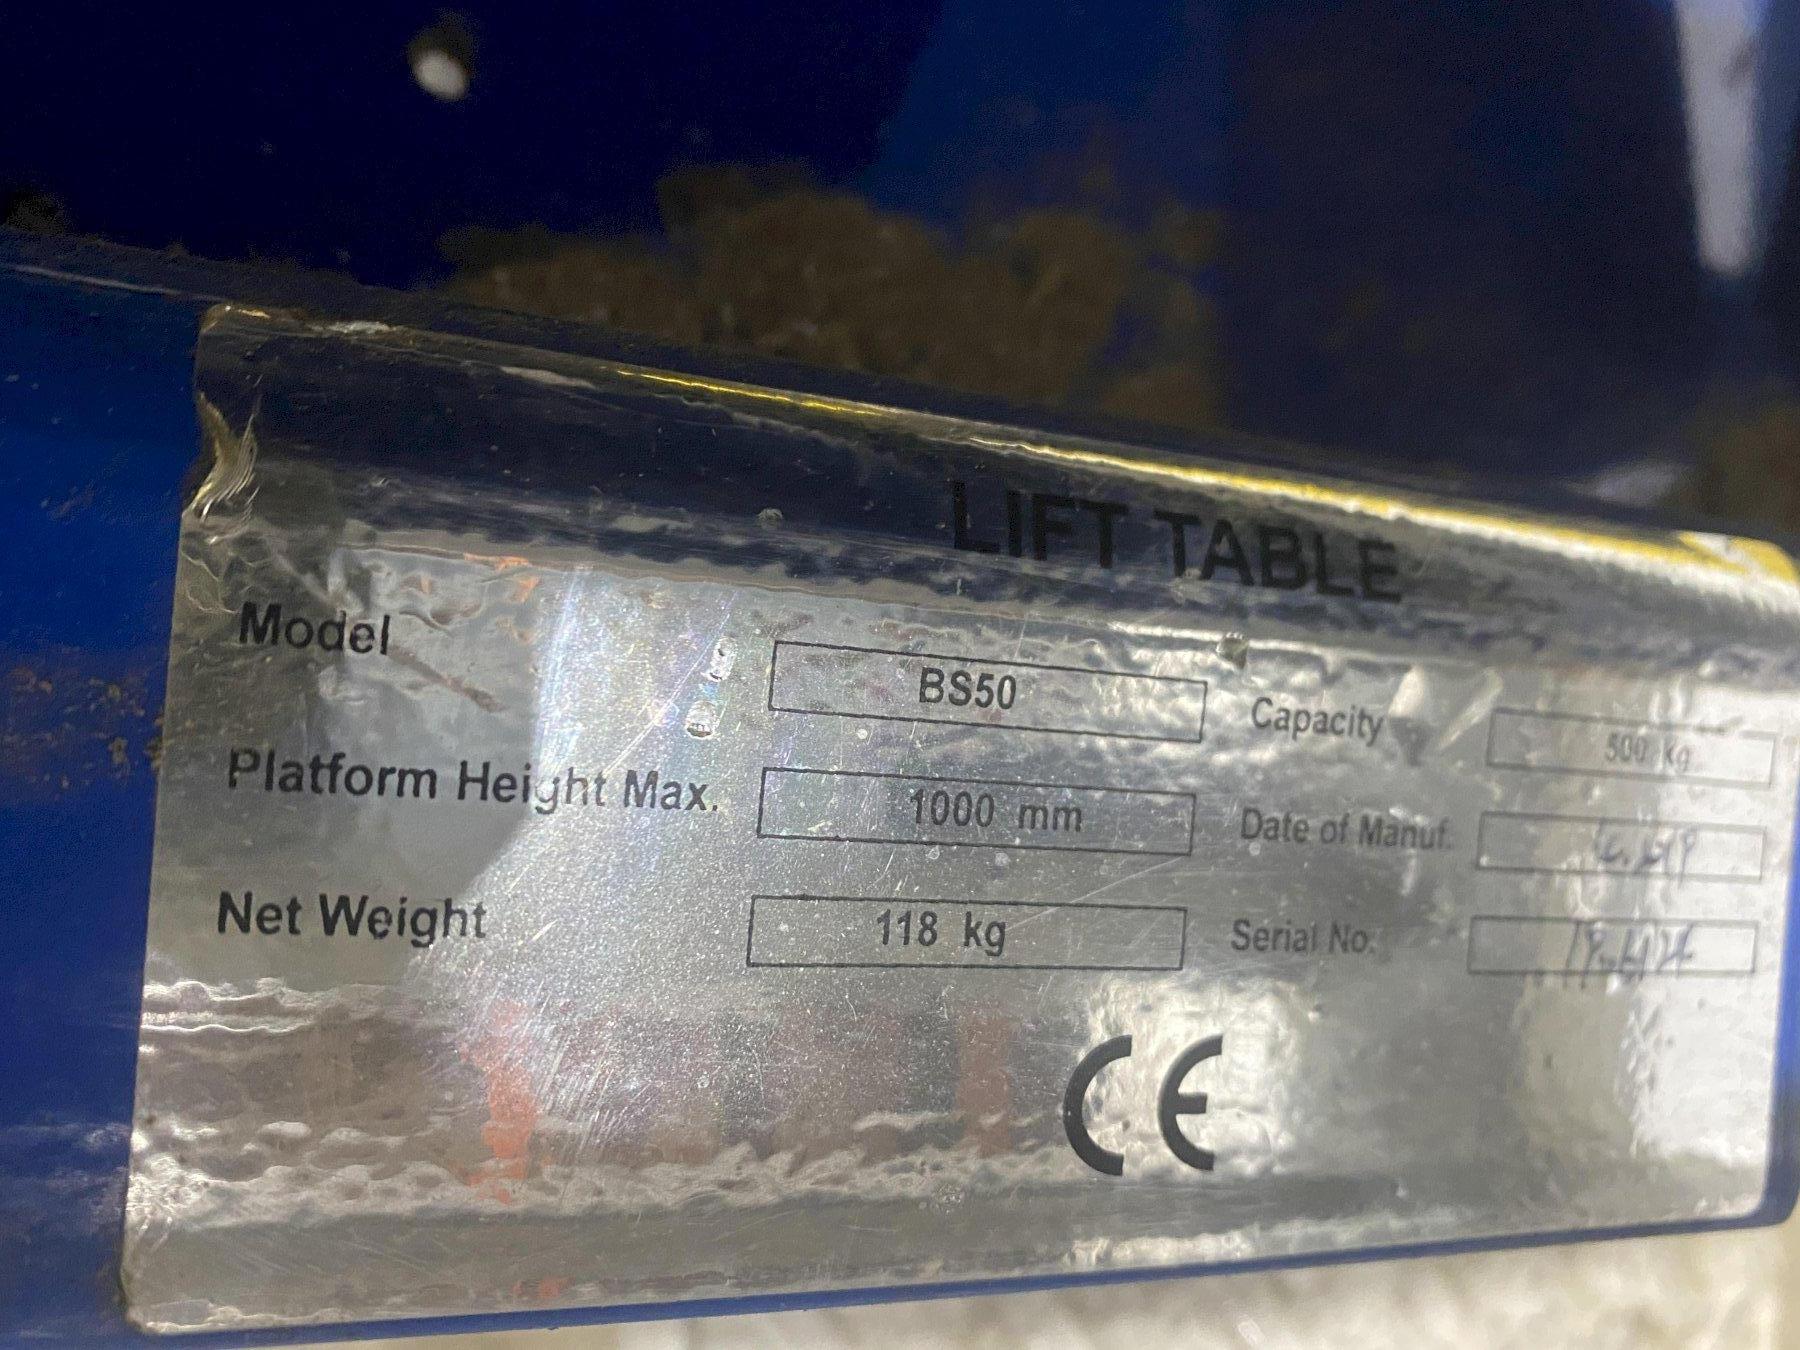 LIFT TABLE
Model BS50 Capacity 500 kg
Platform Height Max. 1000 mm Date of Manuf.
Net Weight 118 kg Serial No.
CE